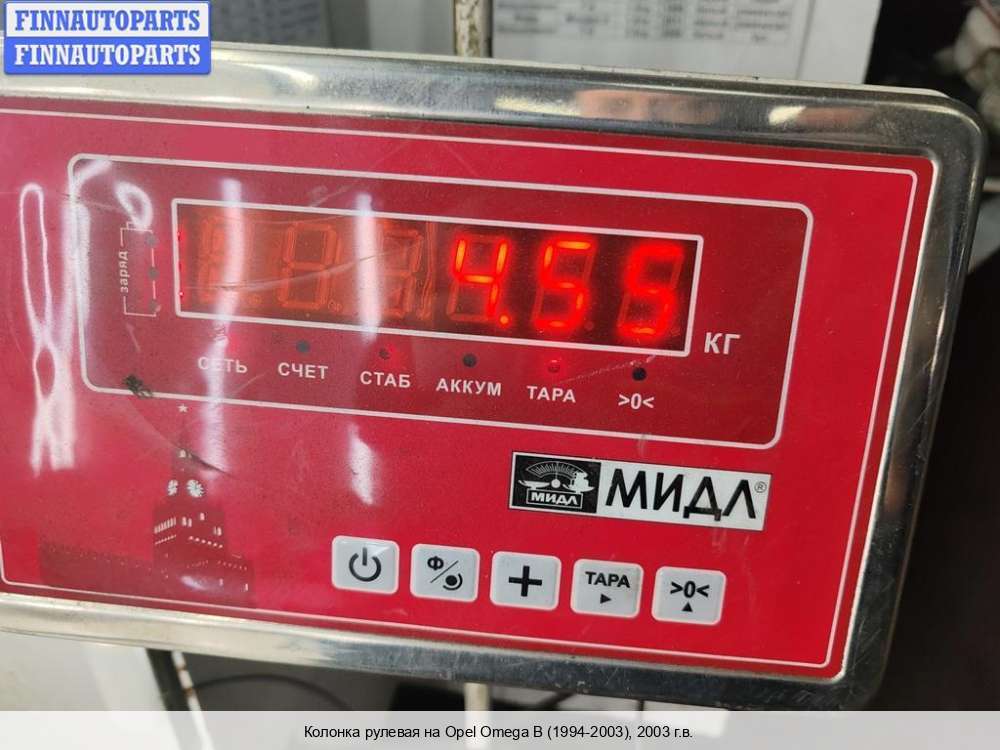 FINNAUTOPARTS
FINNAUTOPARTS
заряд
4.55
КГ
СЕТЬ
СЧЕТ
СТАБ
АККУМ
ТАРА
>0<
МИДЛ
МИДЛ®
Ф
+
ТАРА
>0<
Колонка рулевая на Opel Omega B (1994-2003), 2003 г.в.